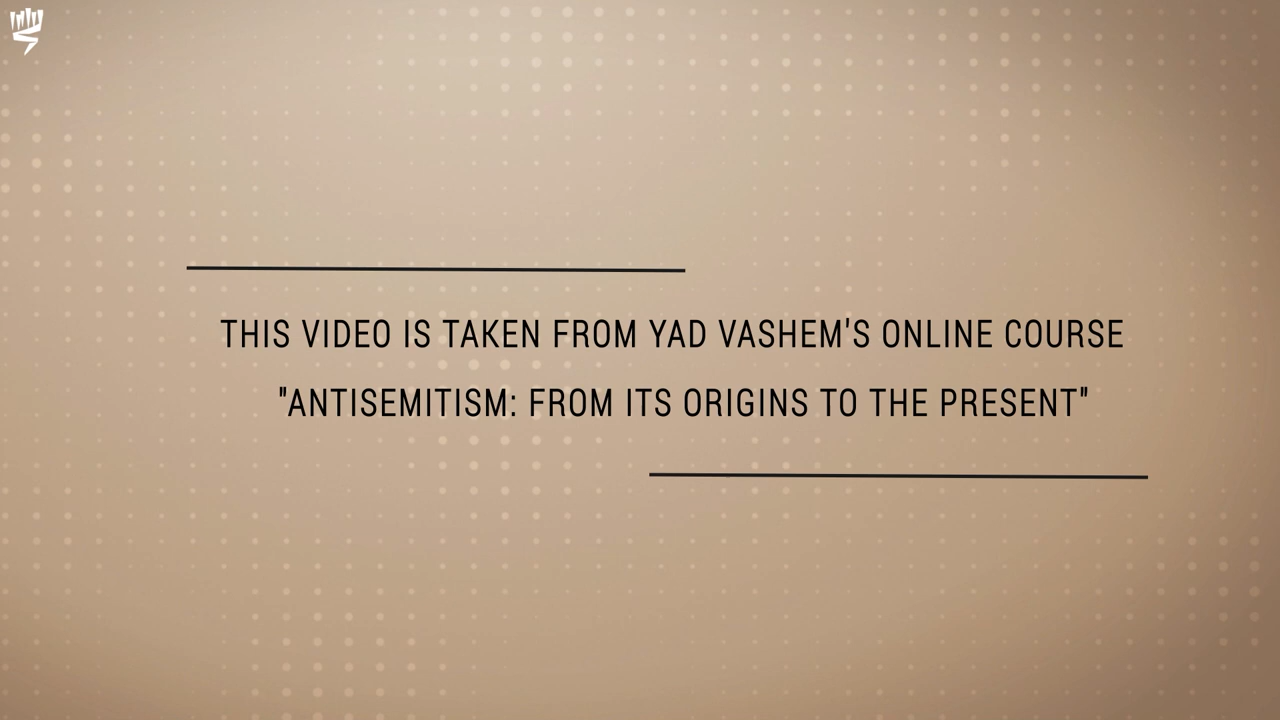 THIS VIDEO IS TAKEN FROM YAD VASHEM'S ONLINE COURSE
"ANTISEMITISM: FROM ITS ORIGINS TO THE PRESENT"